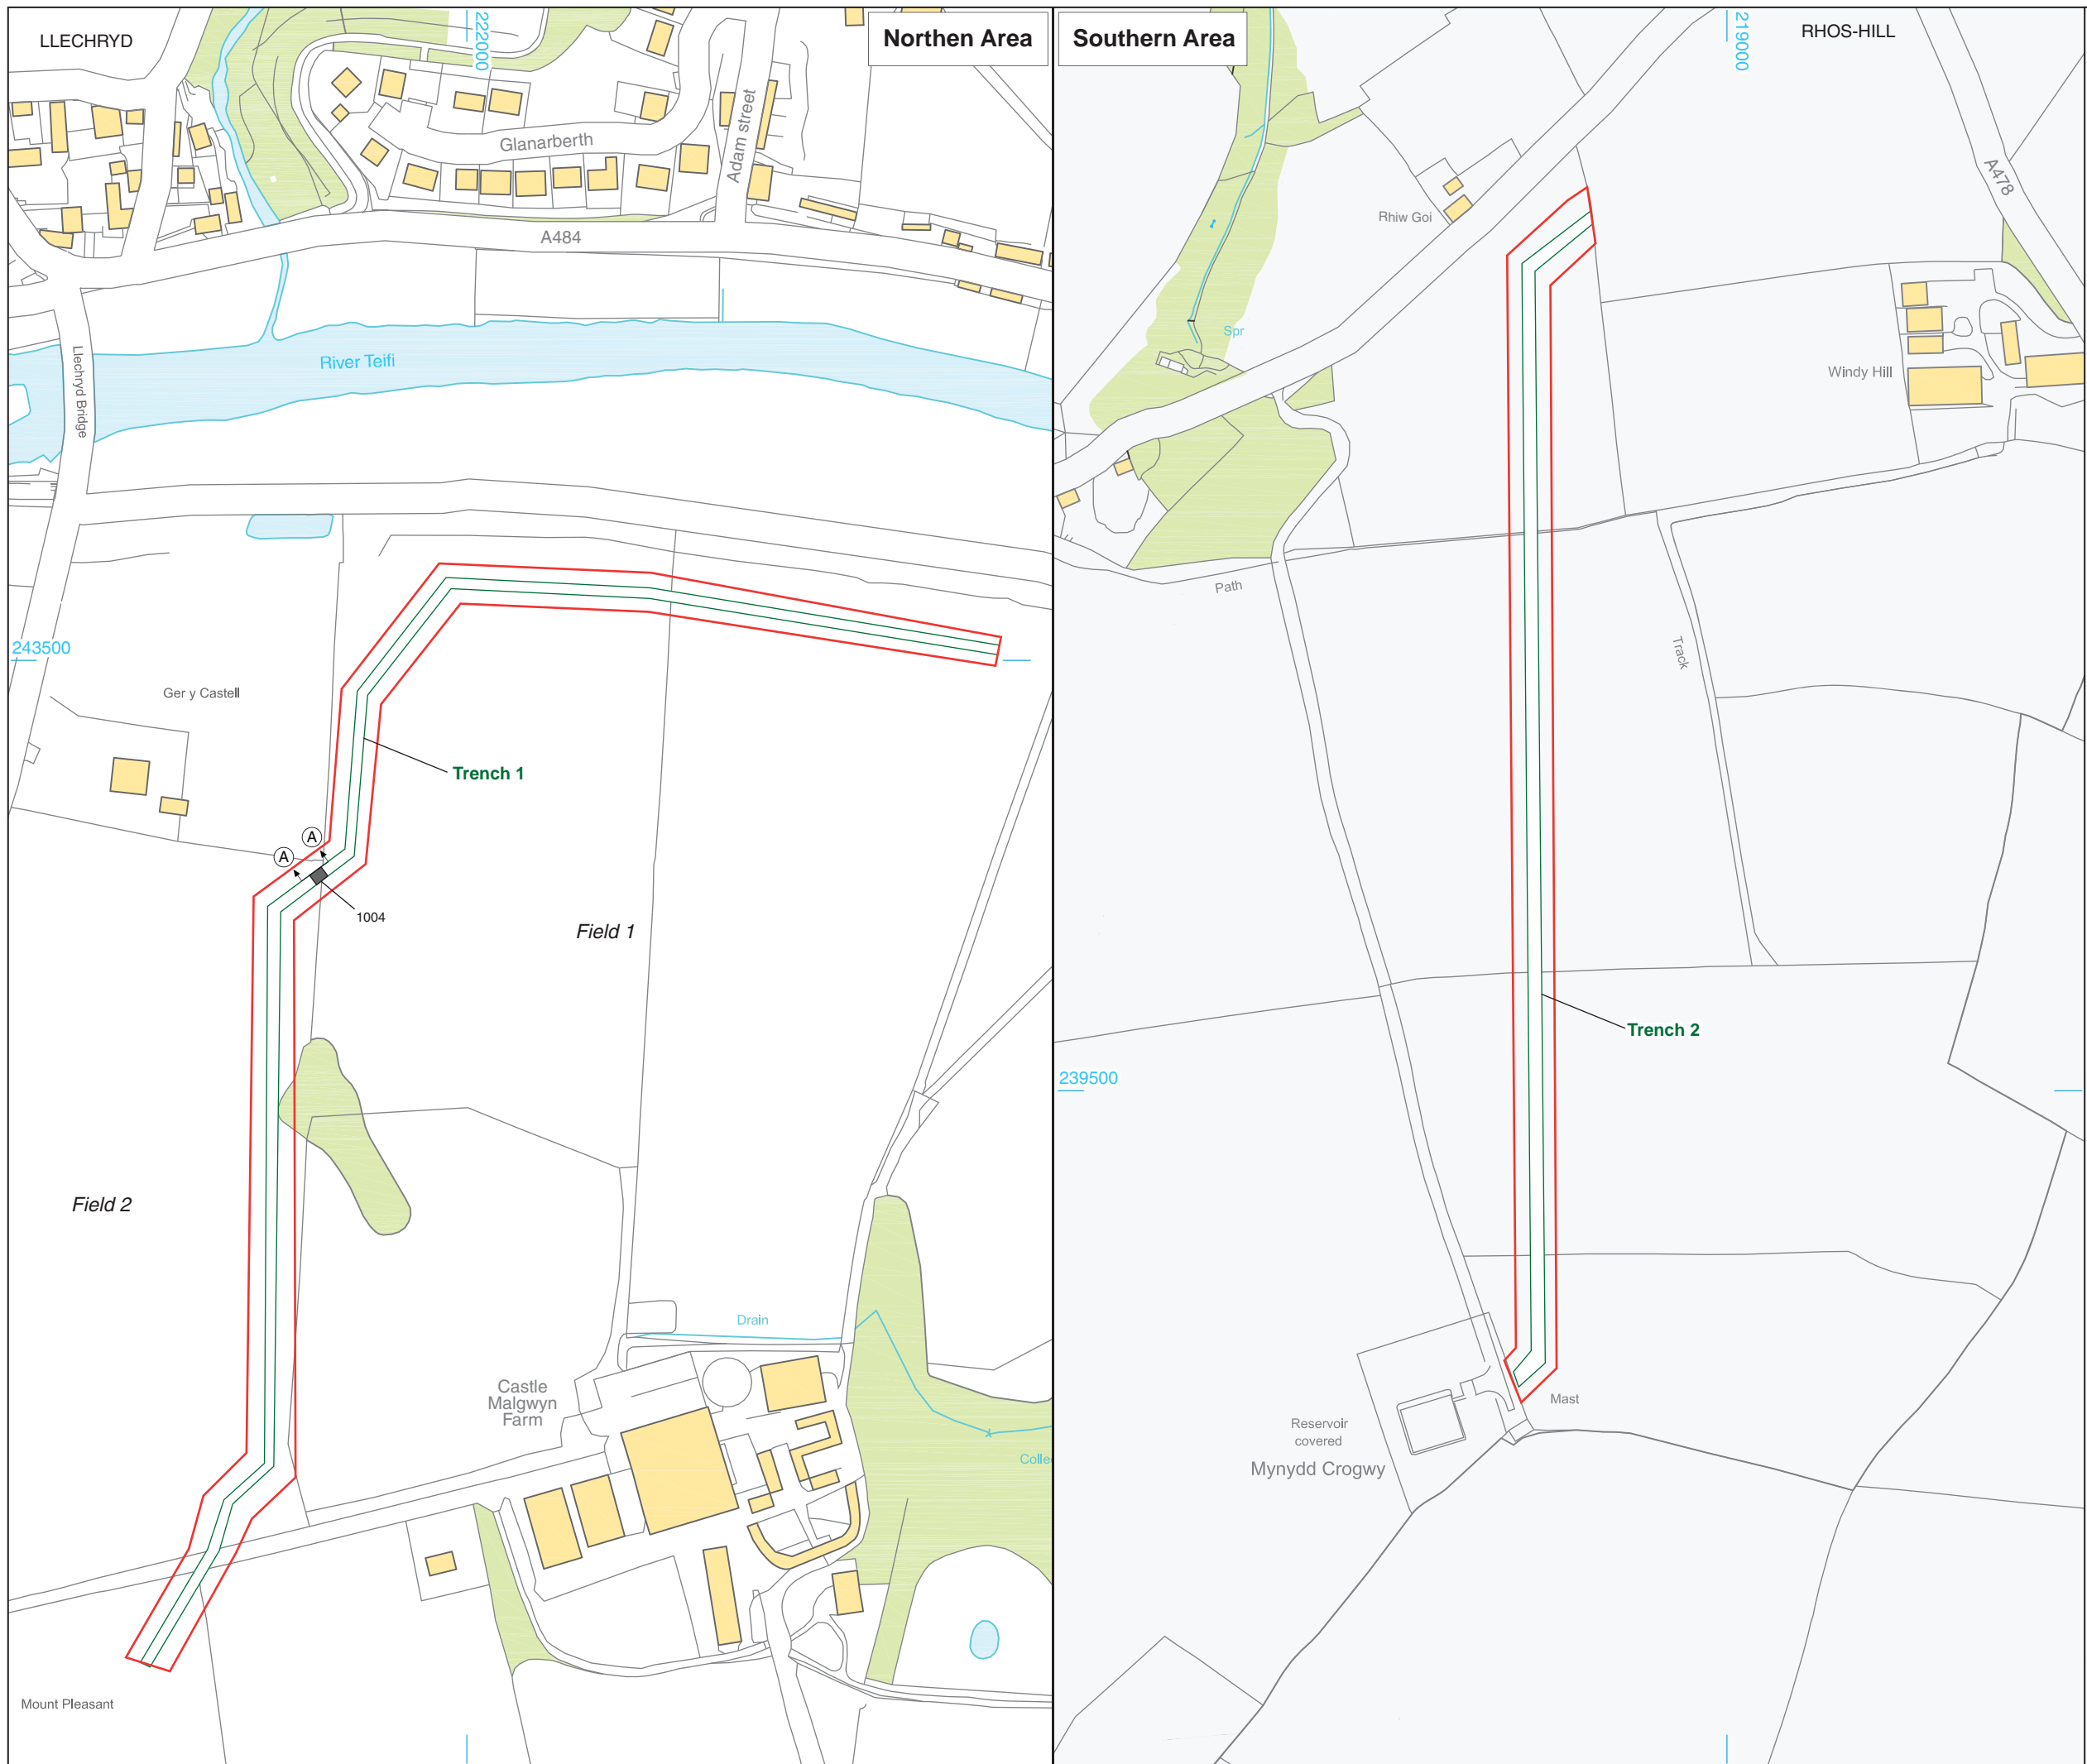 LLECHRYD
222000
Northen Area
Glanarberth
Adam street
A484
River Teifi
Llechryd Bridge
243500
Ger y Castell
Trench 1
A
A
1004
Field 1
Field 2
Drain
Castle
Malgwyn
Farm
Mount Pleasant
Southern Area
219000
RHOS-HILL
A478
Rhiw Goi
Spr
Windy Hill
Path
Track
Trench 2
239500
Mast
Reservoir
covered
Mynydd Crogwy